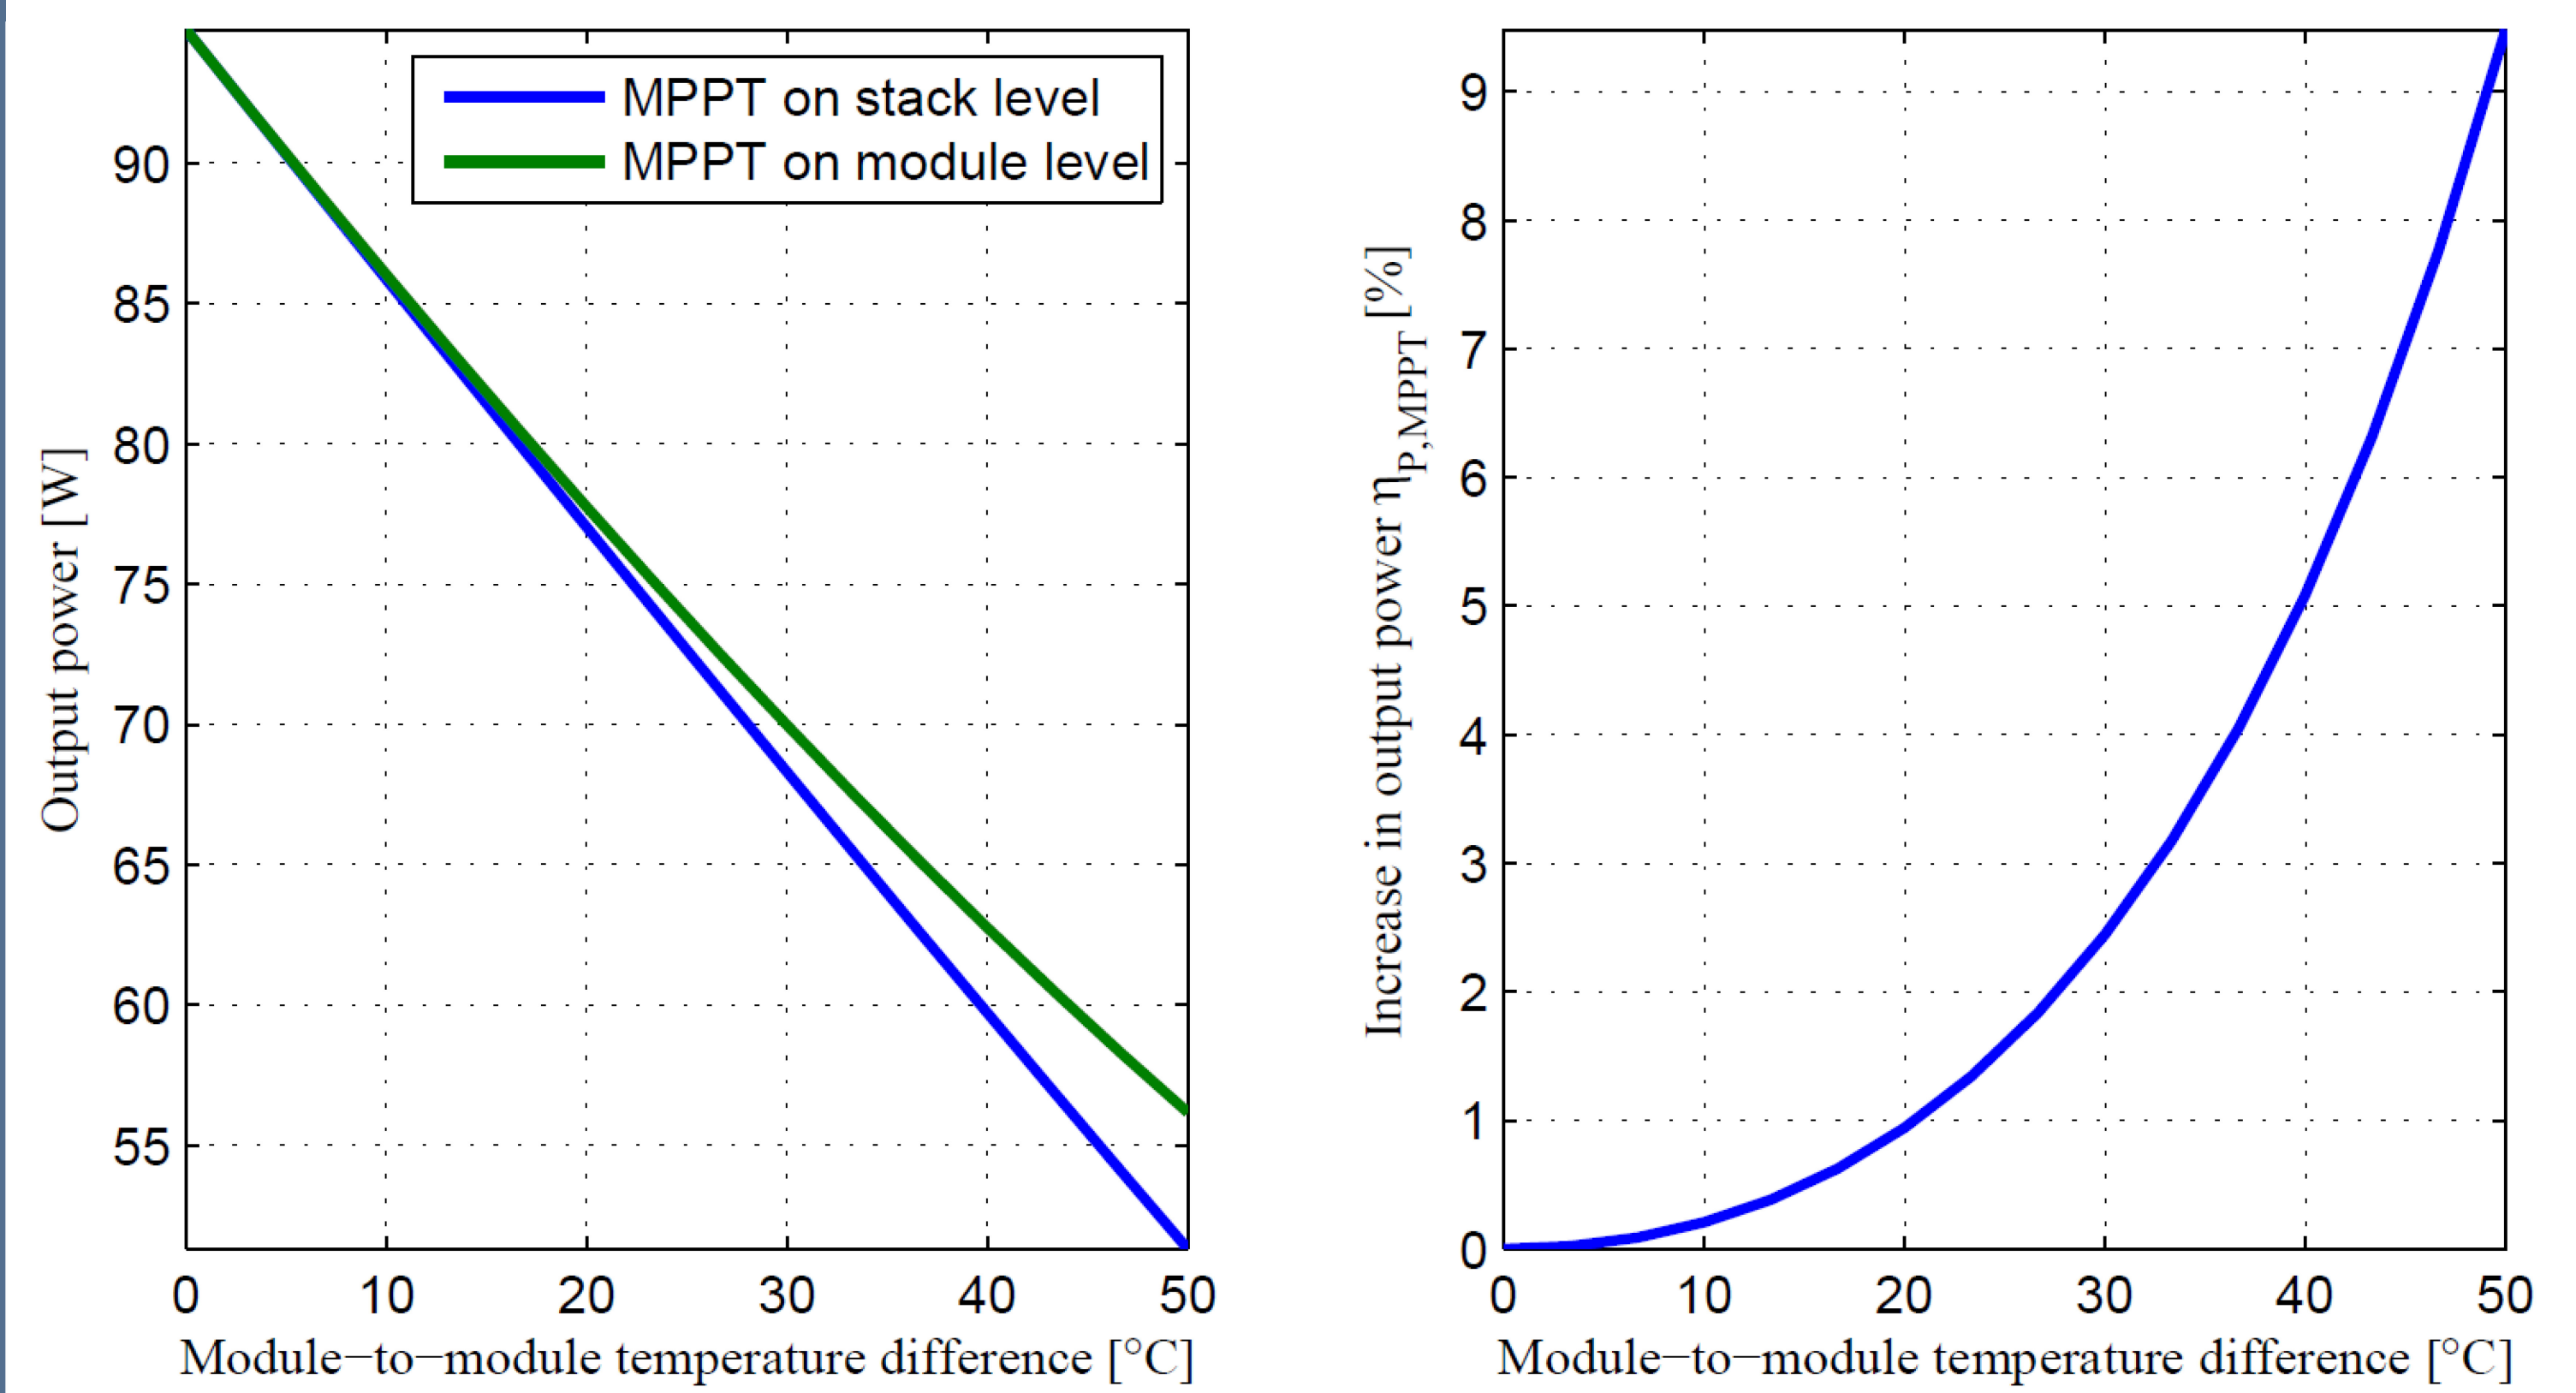 MPPT on stack level
MPPT on module level
90
85
80
75
70
65
60
55
0 10 20 30 40 50
Output power [W]
Module−to−module temperature difference [°C]
9
8
7
6
5
4
3
2
1
0
0 10 20 30 40 50
Increase in output power ηP,MPPT [%]
Module−to−module temperature difference [°C]